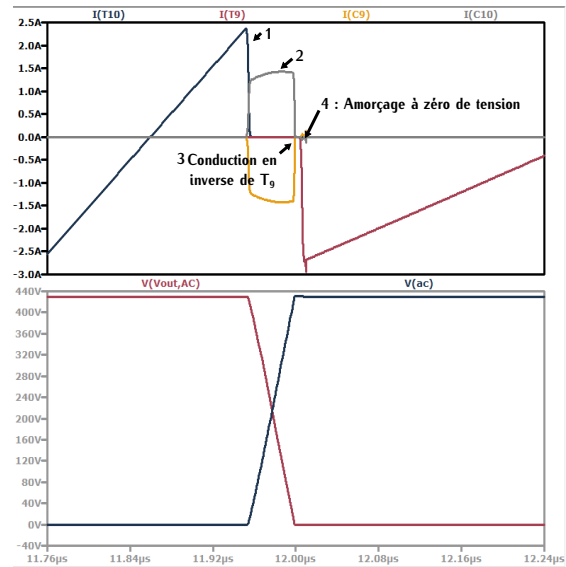 I(T10) I(T9) I(C9) I(C10)
2.5A
2.0A
1.5A
1.0A
0.5A
0.0A
-0.5A
-1.0A
-1.5A
-2.0A
-2.5A
-3.0A
1
2
4 : Amorçage à zéro de tension
3 Conduction en
inverse de T₉
V(Vout,AC) V(ac)
440V
400V
360V
320V
280V
240V
200V
160V
120V
80V
40V
0V
-40V
11.76µs 11.84µs 11.92µs 12.00µs 12.08µs 12.16µs 12.24µs